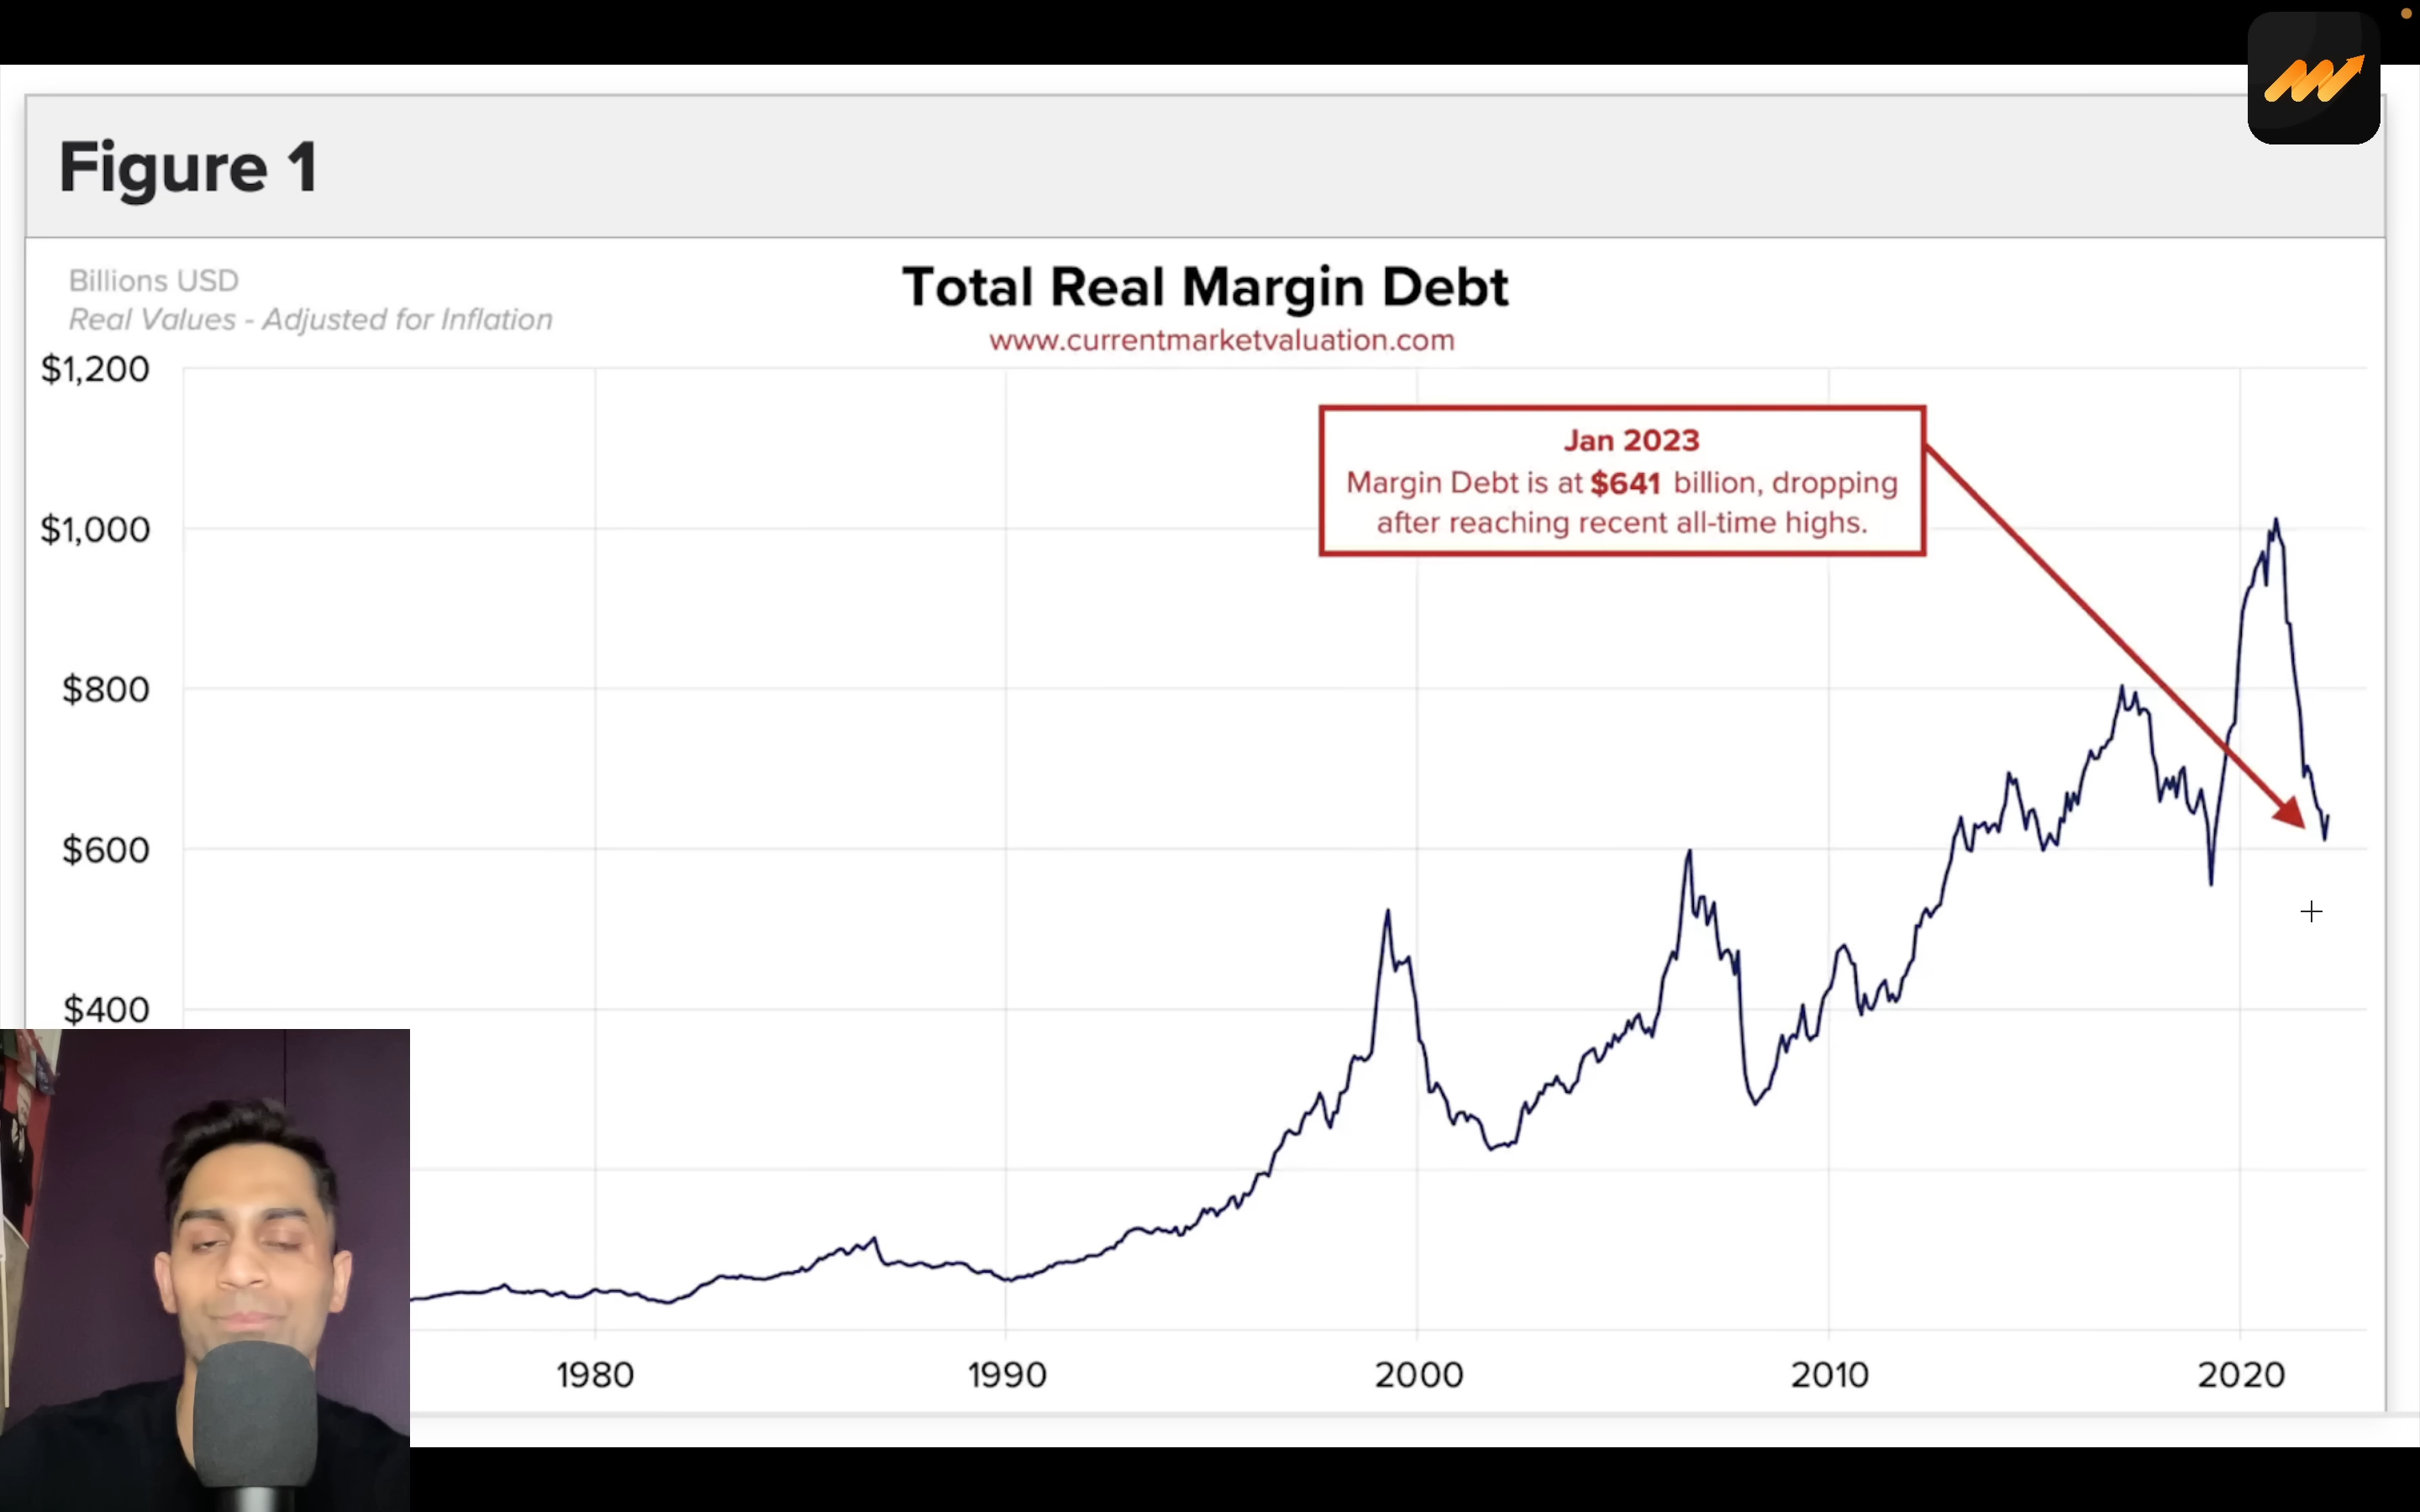 Figure 1
Billions USD
Real Values - Adjusted for Inflation
Total Real Margin Debt
www.currentmarketvaluation.com
$1,200
$1,000
$800
$600
$400
Jan 2023
Margin Debt is at $641 billion, dropping
after reaching recent all-time highs.
1980
1990
2000
2010
2020